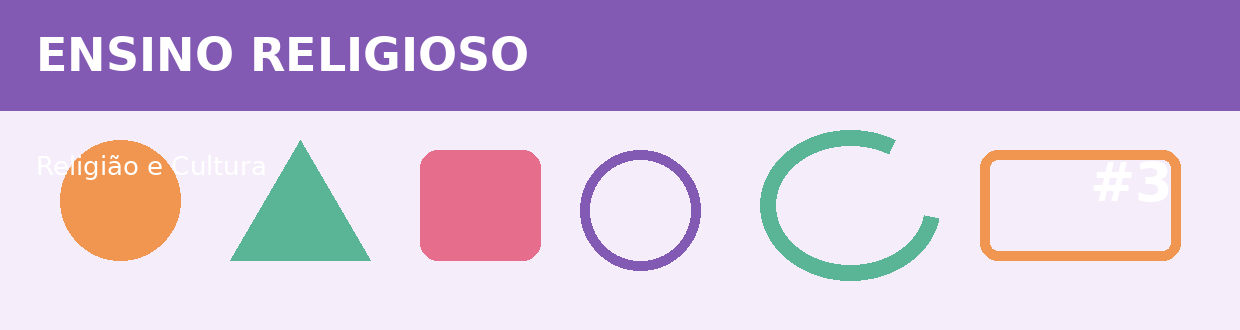 ENSINO RELIGIOSO
Religião e Cultura
#3